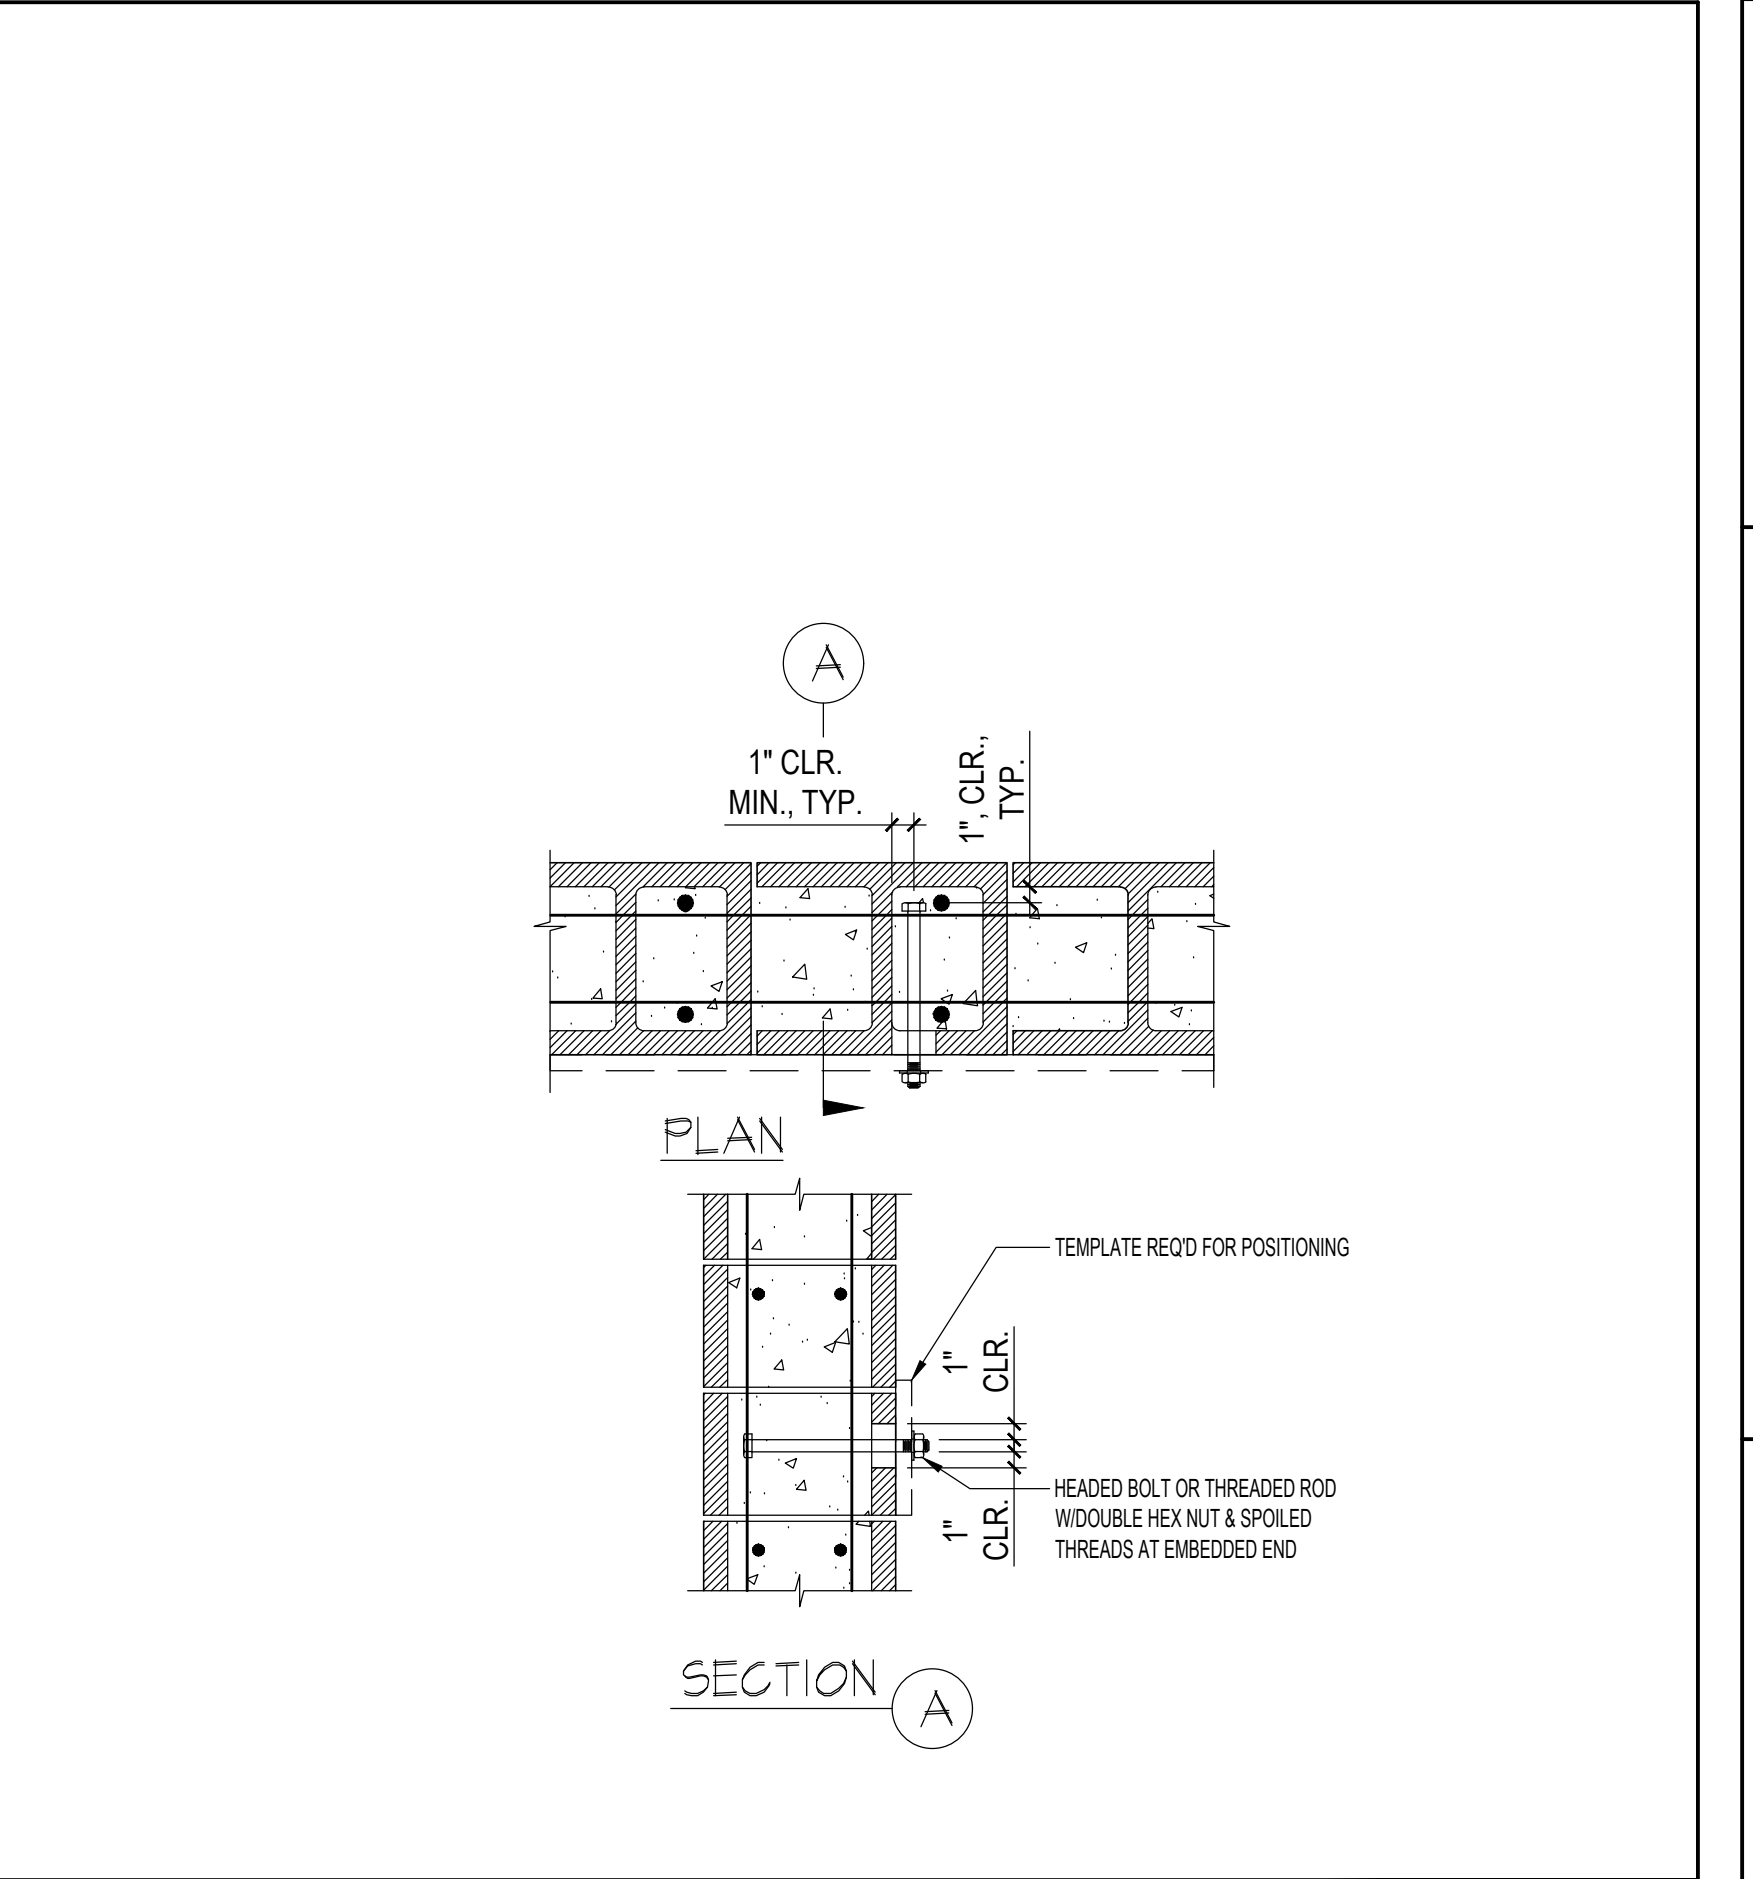 A
1" CLR.
MIN., TYP.
1", CLR.,
TYP.
PLAN
TEMPLATE REQ'D FOR POSITIONING
1"
CLR.
HEADED BOLT OR THREADED ROD
W/DOUBLE HEX NUT & SPOILED
THREADS AT EMBEDDED END
1"
CLR.
SECTION
A